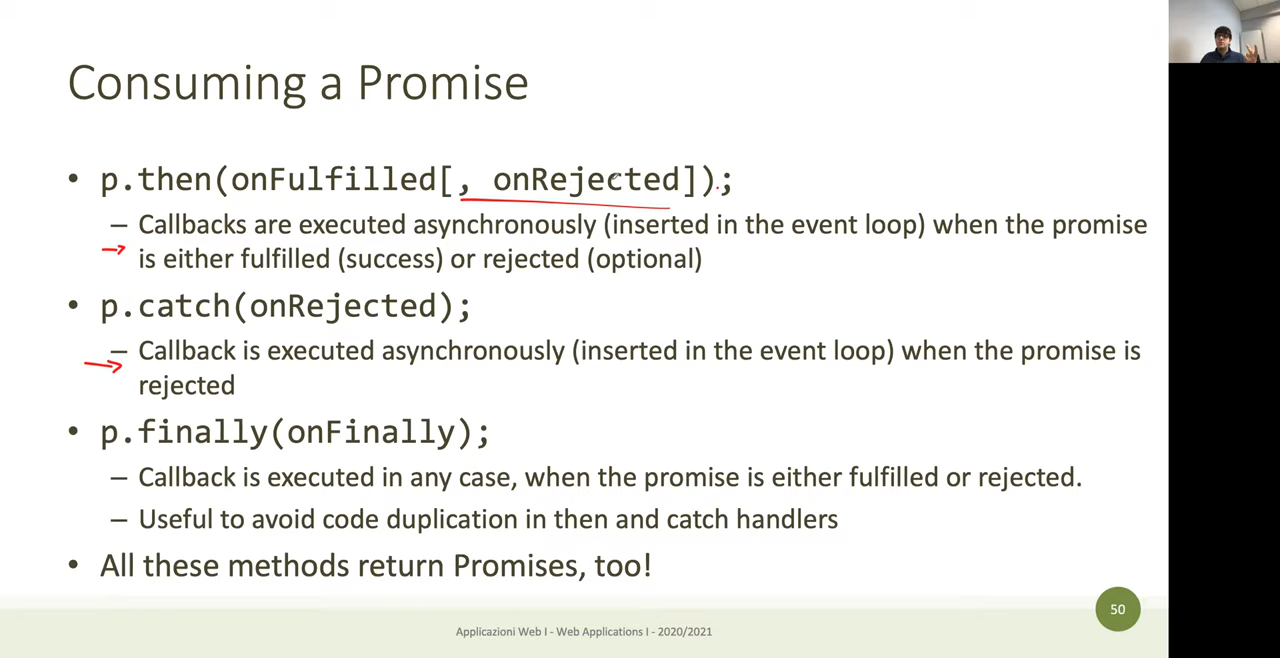 Consuming a Promise
• p.then(onFulfilled[, onRejected]);
– Callbacks are executed asynchronously (inserted in the event loop) when the promise
is either fulfilled (success) or rejected (optional)
• p.catch(onRejected);
– Callback is executed asynchronously (inserted in the event loop) when the promise is
rejected
• p.finally(onFinally);
– Callback is executed in any case, when the promise is either fulfilled or rejected.
– Useful to avoid code duplication in then and catch handlers
• All these methods return Promises, too!
50
Applicazioni Web I - Web Applications I - 2020/2021